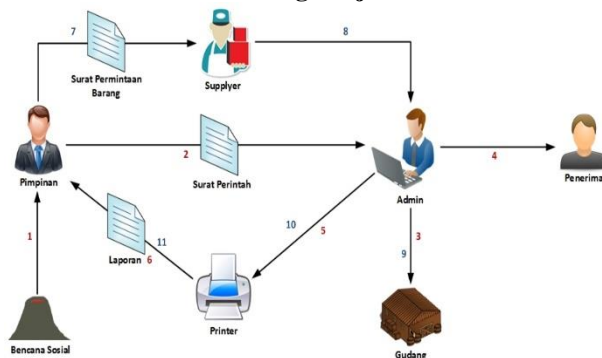 7
8
Surat Permintaan
Barang
Supplyer
2
4
Pimpinan
Surat Perintah
Admin
Penerima
1
11
10
5
3
Laporan
6
9
Bencana Sosial
Printer
Gudang